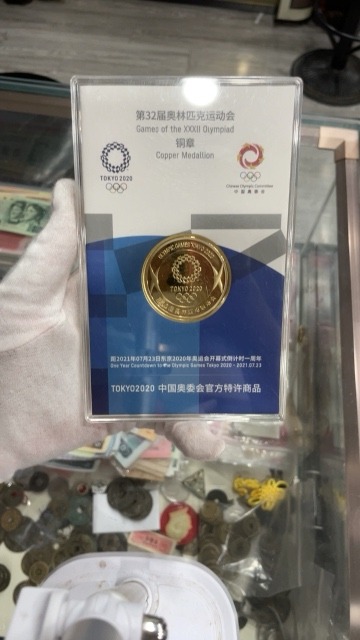 第32届奥林匹克运动会
Games of the XXXII Olympiad
铜章
Copper Medallion
TOKYO 2020
Chinese Olympic Committee
中国奥委会
TOKYO 2020
距2021年07月23日东京2020年奥运会开幕式倒计时一周年
One Year Countdown to the Olympic Games Tokyo 2020 - 2021.07.23
TOKYO2020 中国奥委会官方特许商品